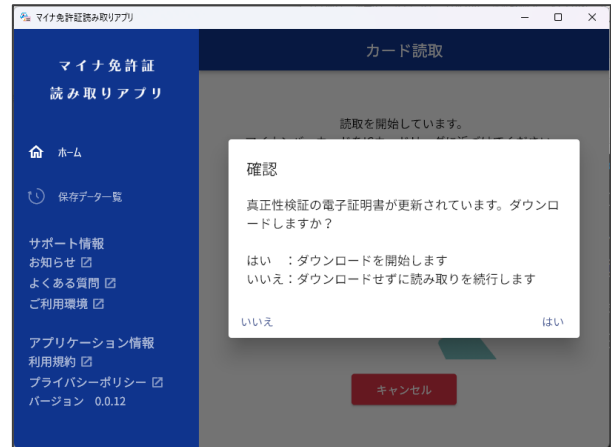 マイナ免許証読み取りアプリ
マイナ免許証
読み取りアプリ
ホーム
保存データ一覧
サポート情報
お知らせ
よくある質問
ご利用環境
アプリケーション情報
利用規約
プライバシーポリシー
バージョン 0.0.12
カード読取
読取を開始しています。
確認
真正性検証の電子証明書が更新されています。ダウンロ
ードしますか？
はい ：ダウンロードを開始します
いいえ：ダウンロードせずに読み取りを続行します
いいえ
はい
キャンセル